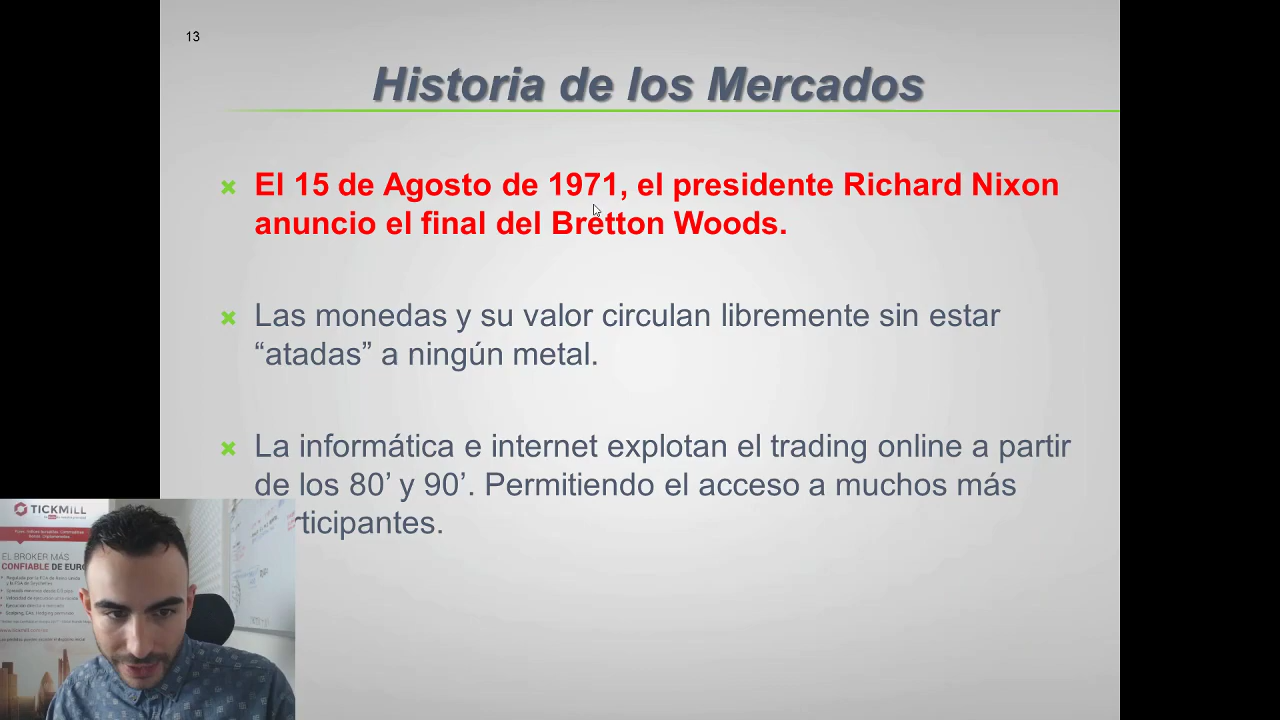 13
Historia de los Mercados
El 15 de Agosto de 1971, el presidente Richard Nixon
anuncio el final del Bretton Woods.
Las monedas y su valor circulan libremente sin estar
“atadas” a ningún metal.
La informática e internet explotan el trading online a partir
de los 80’ y 90’. Permitiendo el acceso a muchos más
rticipantes.
TICKMILL
EL BROKER MÁS
CONFIABLE DE EURO